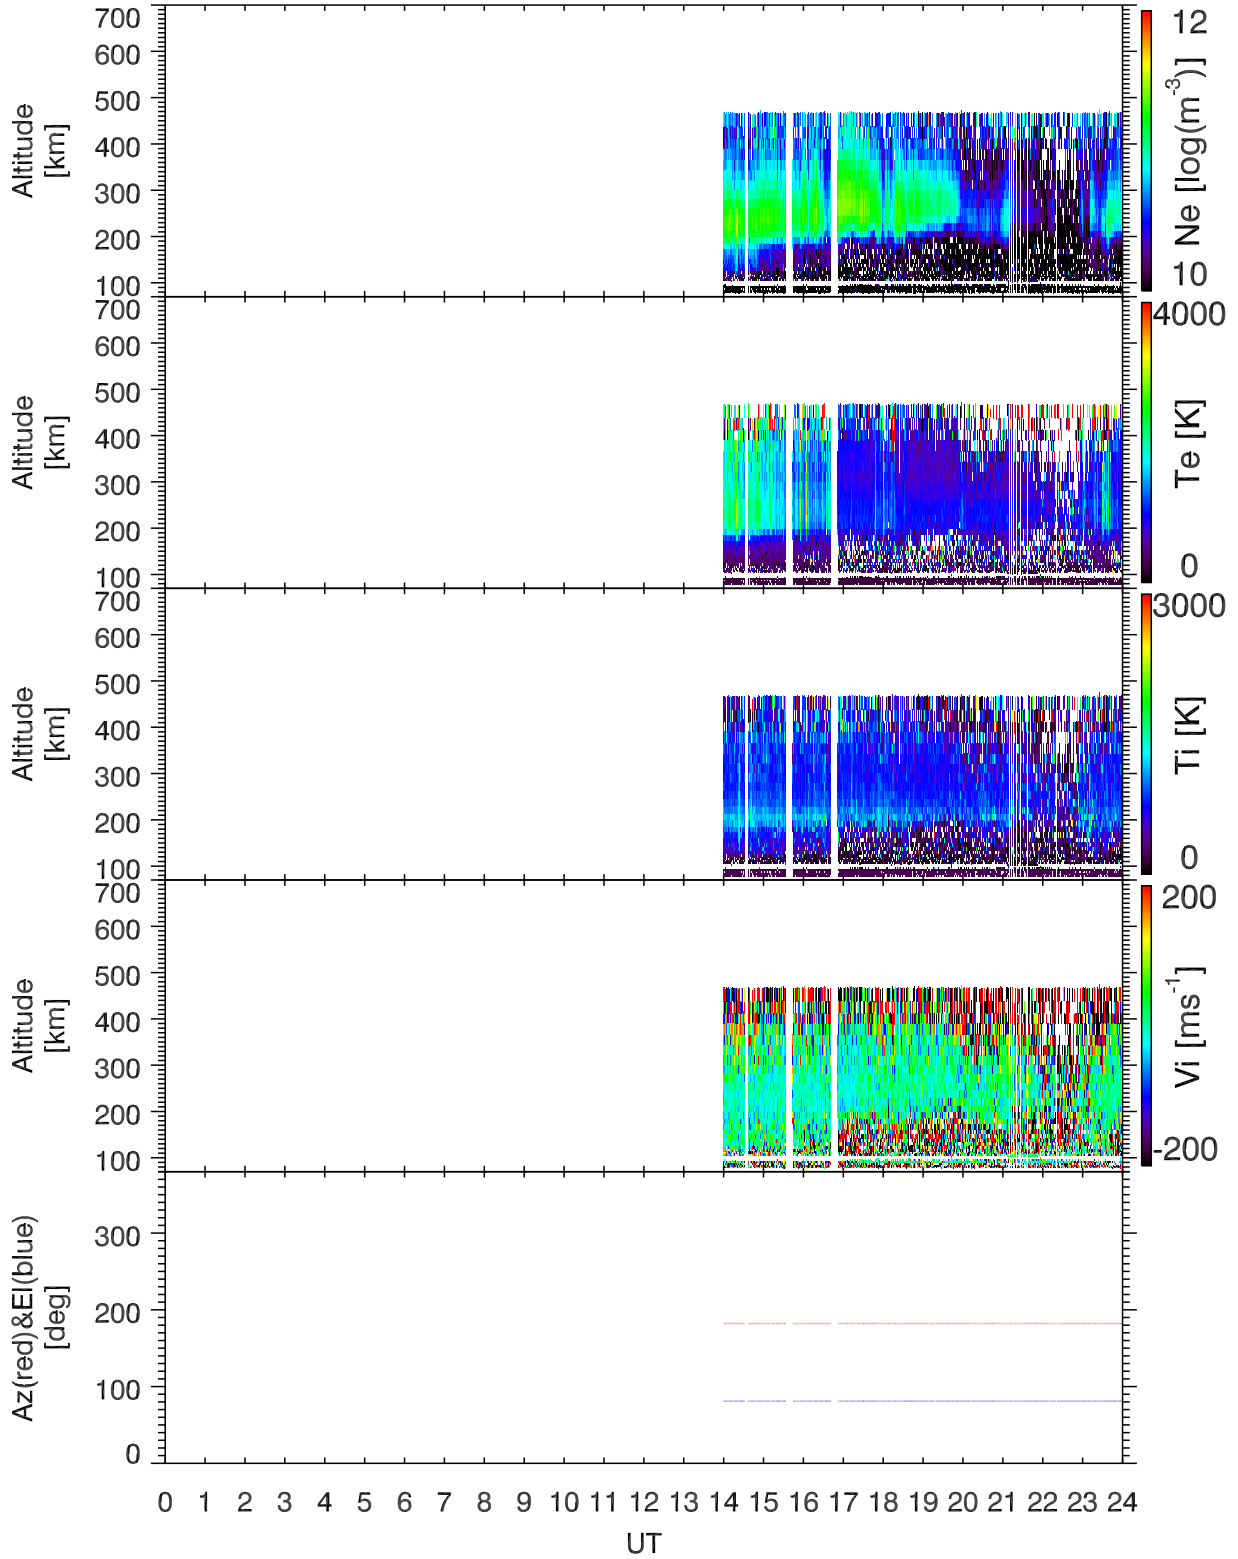 700
600
500
400
300
200
100
Altitude
[km]
12
10
Ne [log(m⁻³)]
700
600
500
400
300
200
100
Altitude
[km]
4000
0
Te [K]
700
600
500
400
300
200
100
Altitude
[km]
3000
0
Ti [K]
700
600
500
400
300
200
100
Altitude
[km]
200
-200
Vi [ms⁻¹]
300
200
100
0
Az(red)&El(blue)
[deg]
0 1 2 3 4 5 6 7 8 9 10 11 12 13 14 15 16 17 18 19 20 21 22 23 24
UT